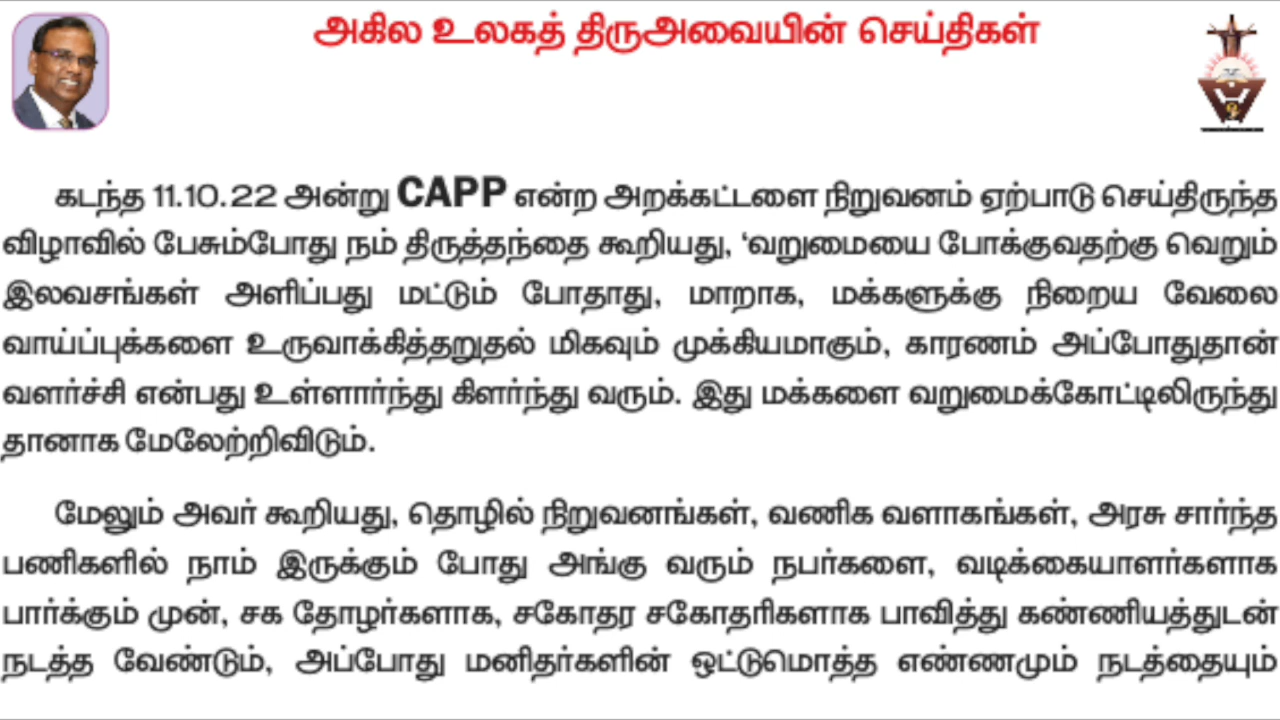 அகில உலகத் திருஅவையின் செய்திகள்
கடந்த 11.10.22 அன்று CAPP என்ற அறக்கட்டளை நிறுவனம் ஏற்பாடு செய்திருந்த
விழாவில் பேசும்போது நம் திருத்தந்தை கூறியது, ‘வறுமையை போக்குவதற்கு வெறும்
இலவசங்கள் அளிப்பது மட்டும் போதாது, மாறாக, மக்களுக்கு நிறைய வேலை
வாய்ப்புக்களை உருவாக்கித்தறுதல் மிகவும் முக்கியமாகும், காரணம் அப்போதுதான்
வளர்ச்சி என்பது உள்ளார்ந்து கிளர்ந்து வரும். இது மக்களை வறுமைக்கோட்டிலிருந்து
தானாக மேலேற்றிவிடும்.
மேலும் அவர் கூறியது, தொழில் நிறுவனங்கள், வணிக வளாகங்கள், அரசு சார்ந்த
பணிகளில் நாம் இருக்கும் போது அங்கு வரும் நபர்களை, வடிக்கையாளர்களாக
பார்க்கும் முன், சக தோழர்களாக, சகோதர சகோதரிகளாக பாவித்து கண்ணியத்துடன்
நடத்த வேண்டும், அப்போது மனிதர்களின் ஒட்டுமொத்த எண்ணமும் நடத்தையும்